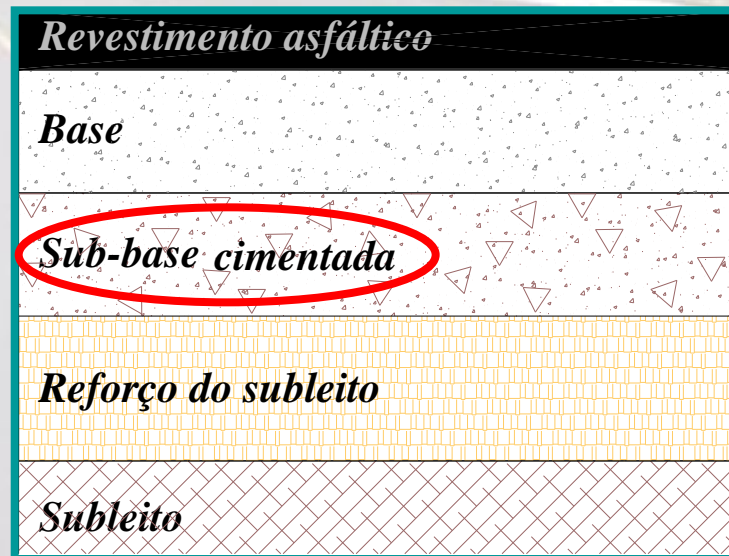 Revestimento asfáltico
Base
Sub-base cimentada
Reforço do subleito
Subleito